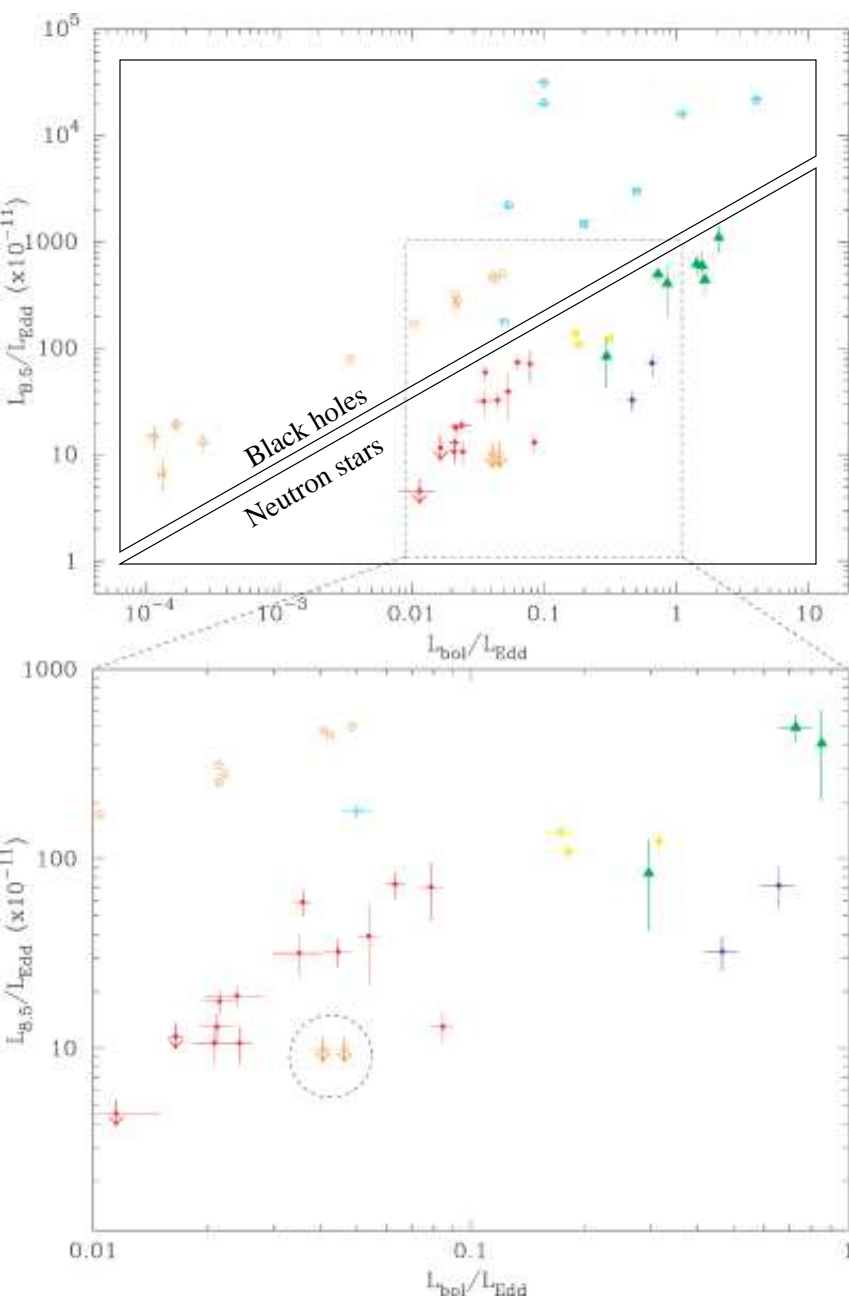 10^5
10^4
1000
100
10
1
L_8.5/L_Edd (x10^-11)
Black holes
Neutron stars
10^-4 10^-3 0.01 0.1 1 10
L_bol/L_Edd
1000
100
10
L_8.5/L_Edd (x10^-11)
0.01 0.1 1
L_bol/L_Edd